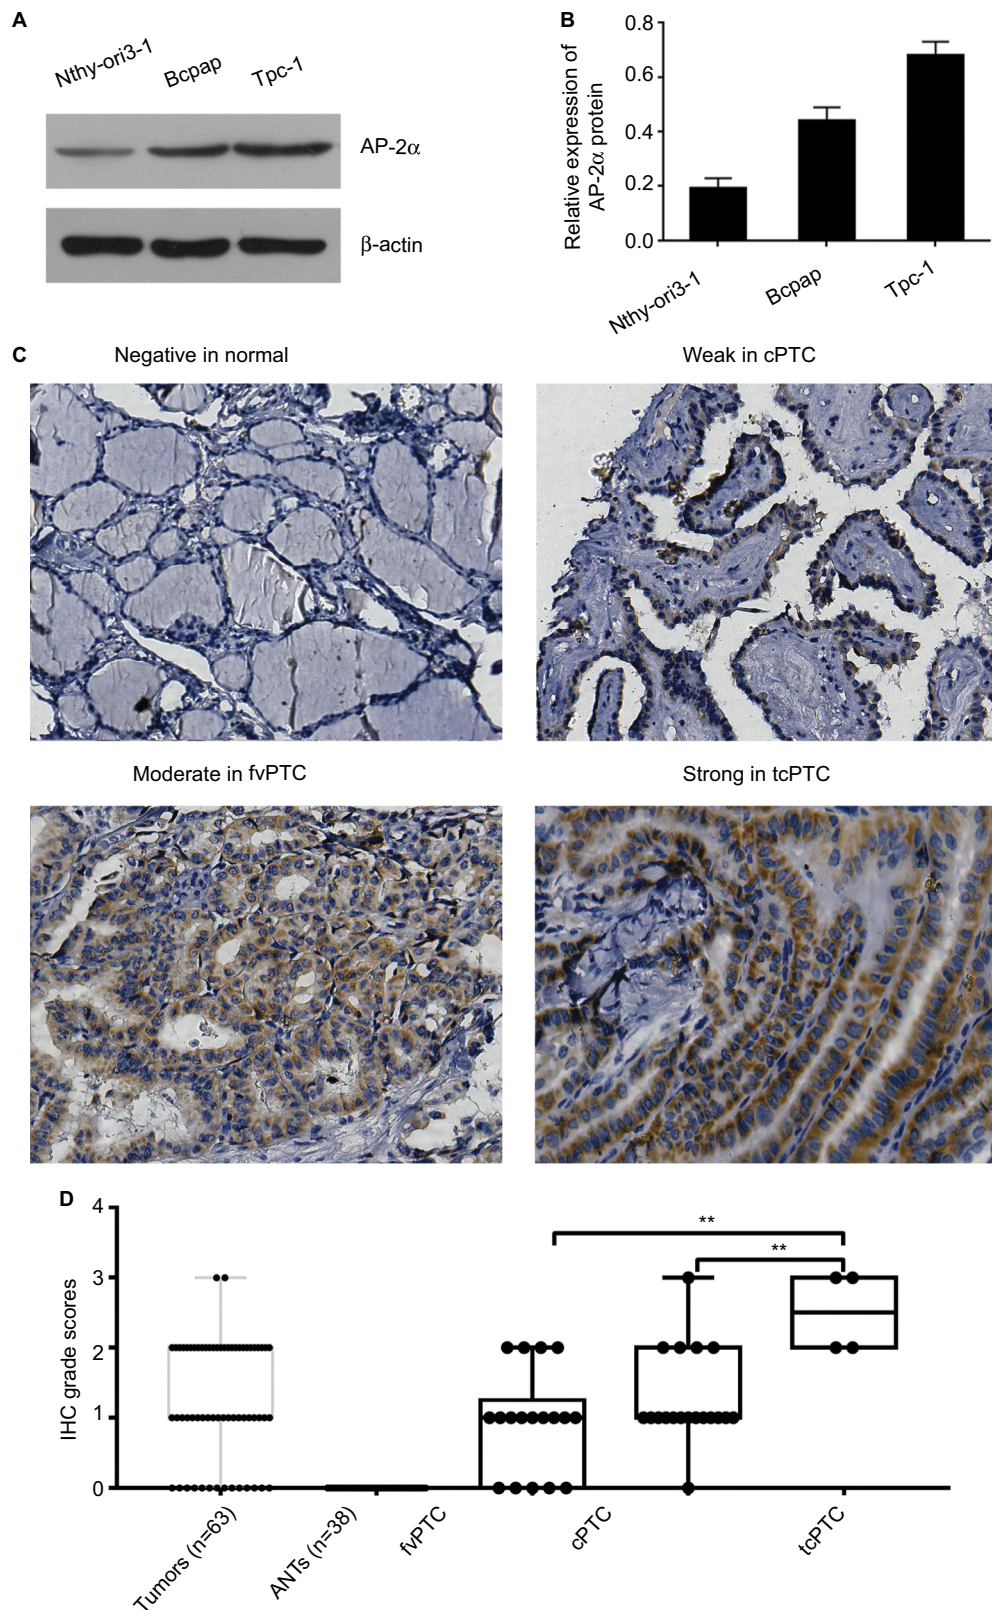 A
Nthy-ori3-1
Bcpap
Tpc-1
AP-2α
β-actin
B
Relative expression of
AP-2α protein
0.8
0.6
0.4
0.2
0.0
Nthy-ori3-1
Bcpap
Tpc-1
C
Negative in normal
Weak in cPTC
Moderate in fvPTC
Strong in tcPTC
D
IHC grade scores
4
3
2
1
0
**
**
Tumors (n=63)
ANTs (n=38)
fvPTC
cPTC
tcPTC